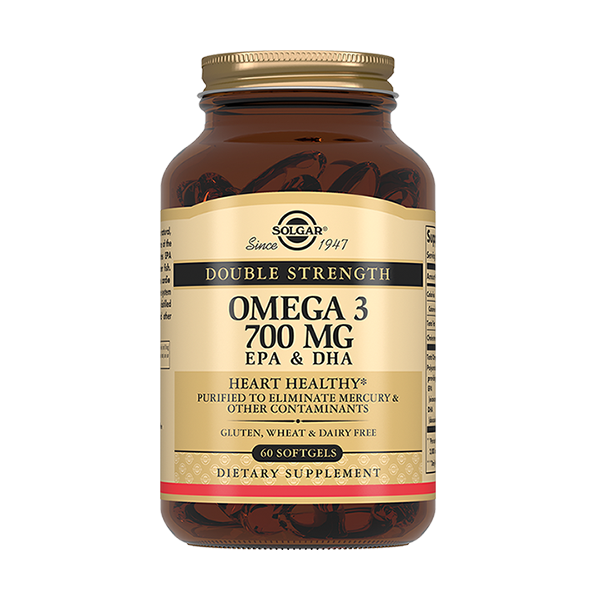 SOLGAR®
Since 1947
DOUBLE STRENGTH
OMEGA 3
700 MG
EPA & DHA
HEART HEALTHY*
PURIFIED TO ELIMINATE MERCURY &
OTHER CONTAMINANTS
GLUTEN, WHEAT & DAIRY FREE
60 SOFTGELS
DIETARY SUPPLEMENT